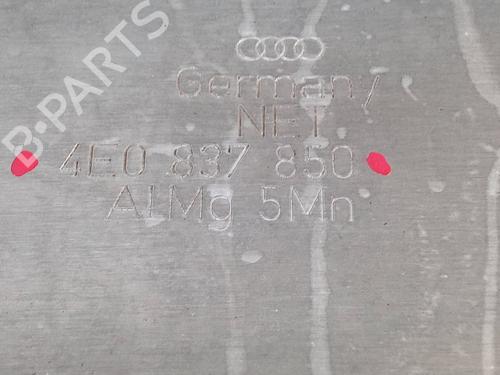 B-PARTS
Germany
NET
4E0 837 850
AlMg 5Mn